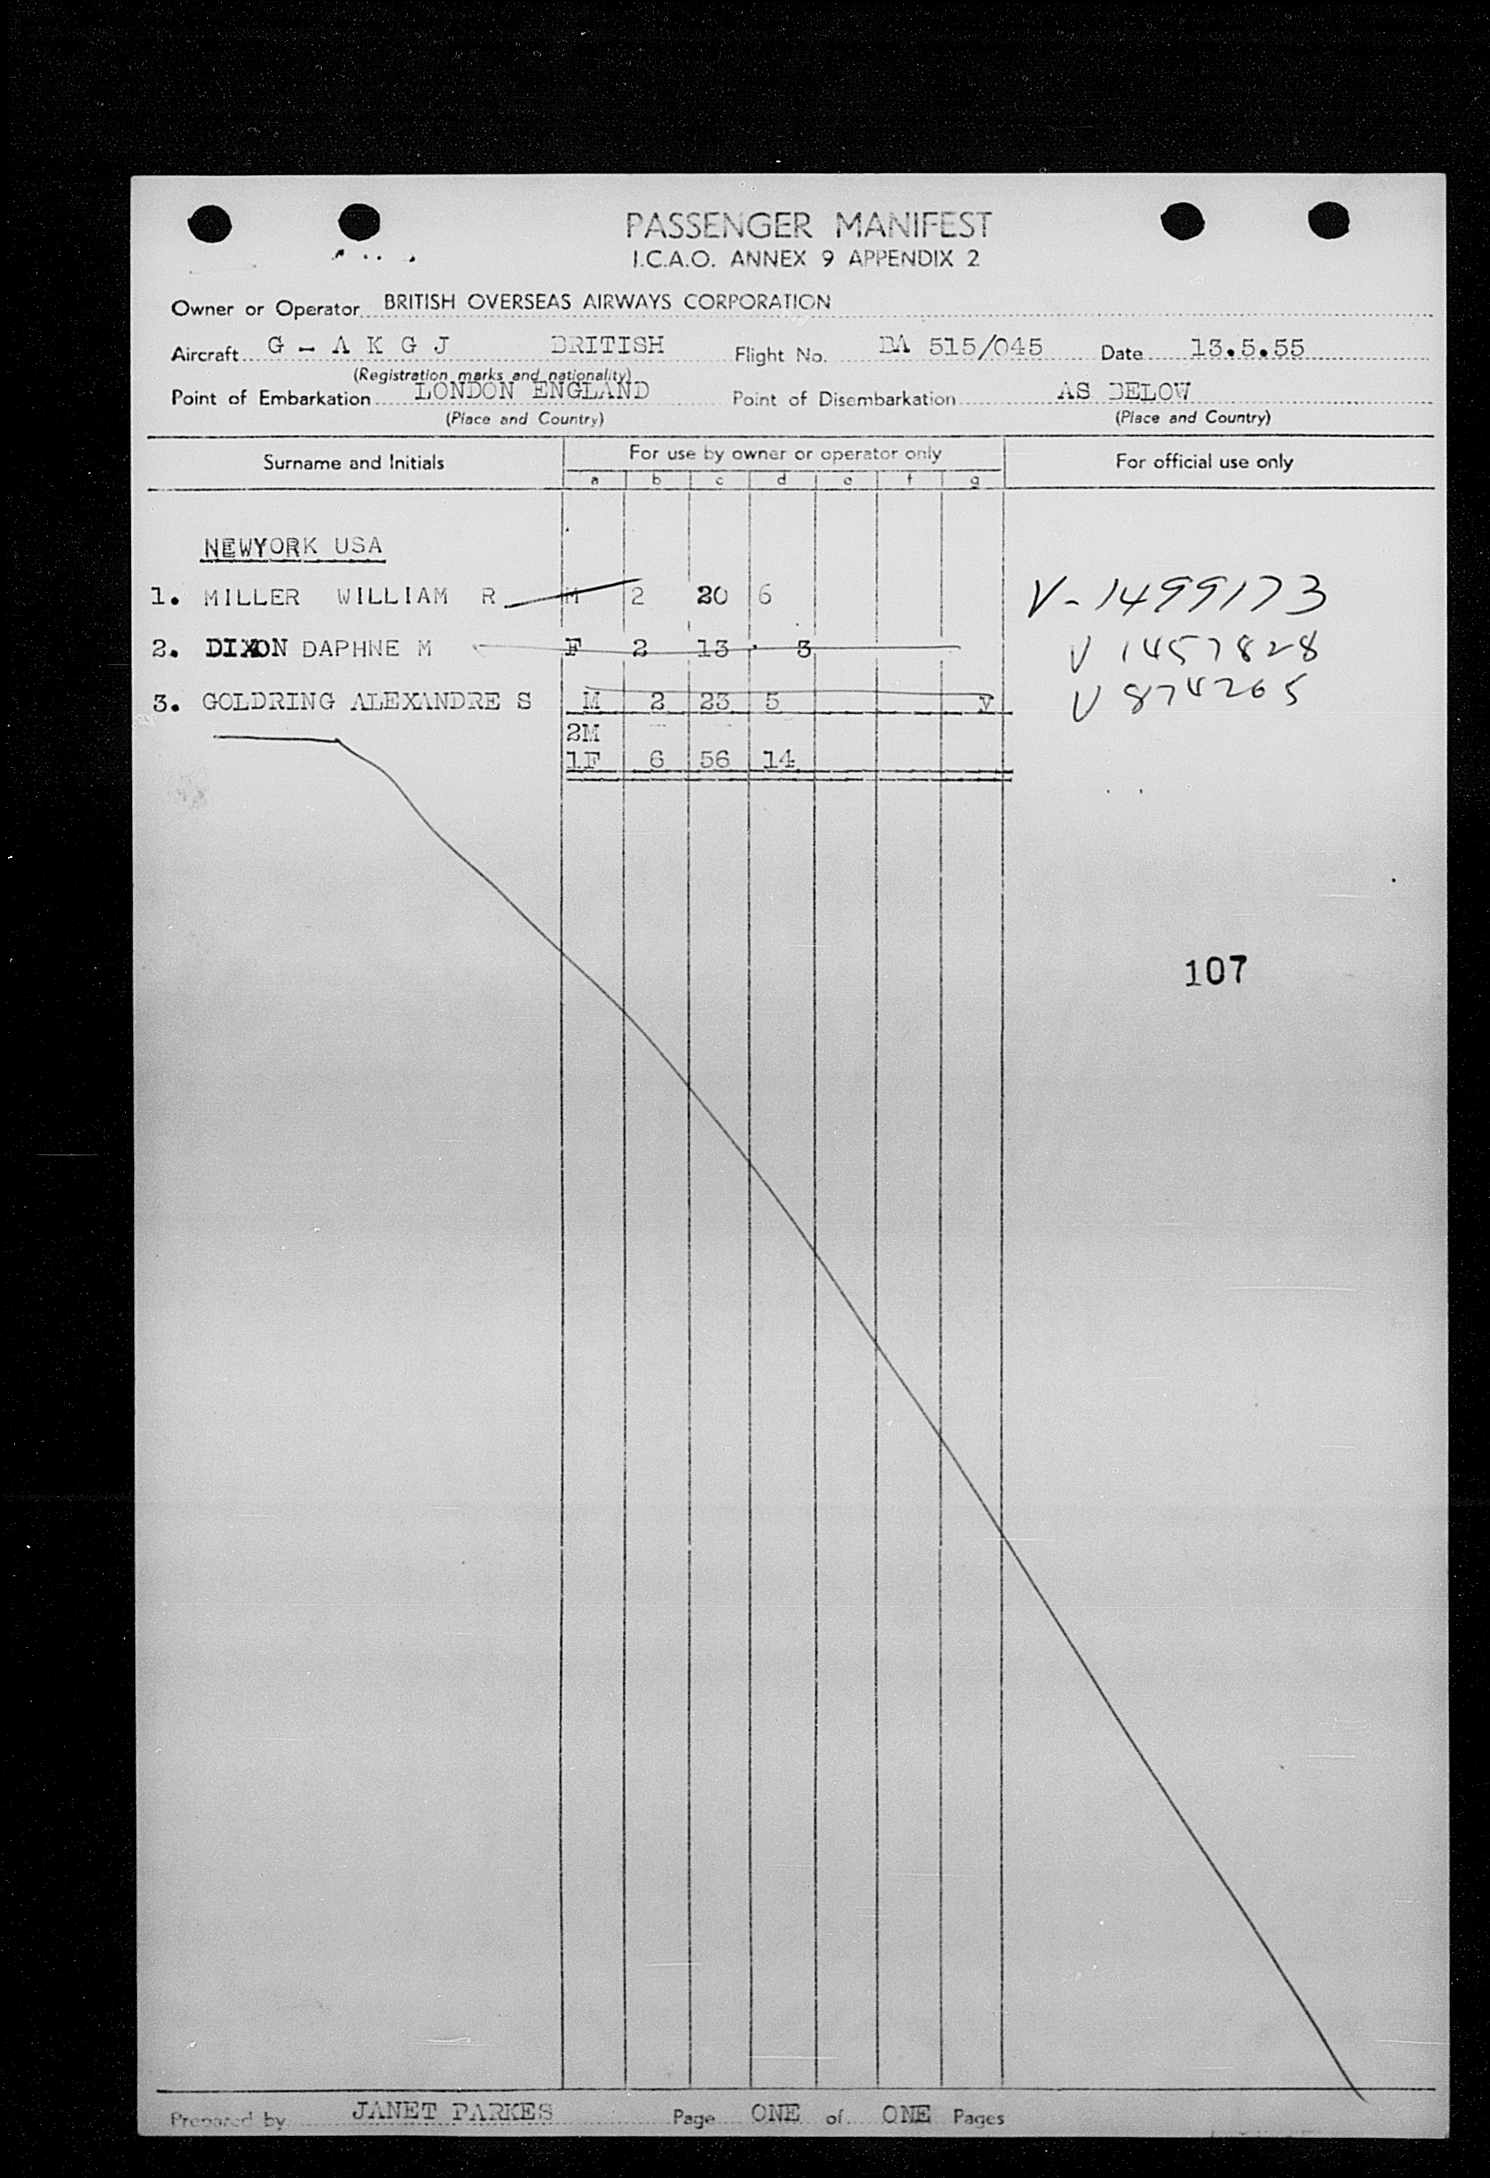 PASSENGER MANIFEST
I.C.A.O. ANNEX 9 APPENDIX 2
Owner or Operator BRITISH OVERSEAS AIRWAYS CORPORATION
Aircraft G - A K G J BRITISH Flight No. BA 515/045 Date 13.5.55
(Registration marks and nationality)
Point of Embarkation LONDON ENGLAND Point of Disembarkation AS BELOW
(Place and Country) (Place and Country)
Surname and Initials For use by owner or operator only For official use only
a b c d e f g
NEWYORK USA
1. MILLER WILLIAM R M 2 20 6 V-1499173
2. DIXON DAPHNE M F 2 13 3 V 1457828
3. GOLDRING ALEXANDRE S M 2 23 5 V V 874265
2M
1F 6 56 14
107
Prepared by JANET PARKES Page ONE of ONE Pages